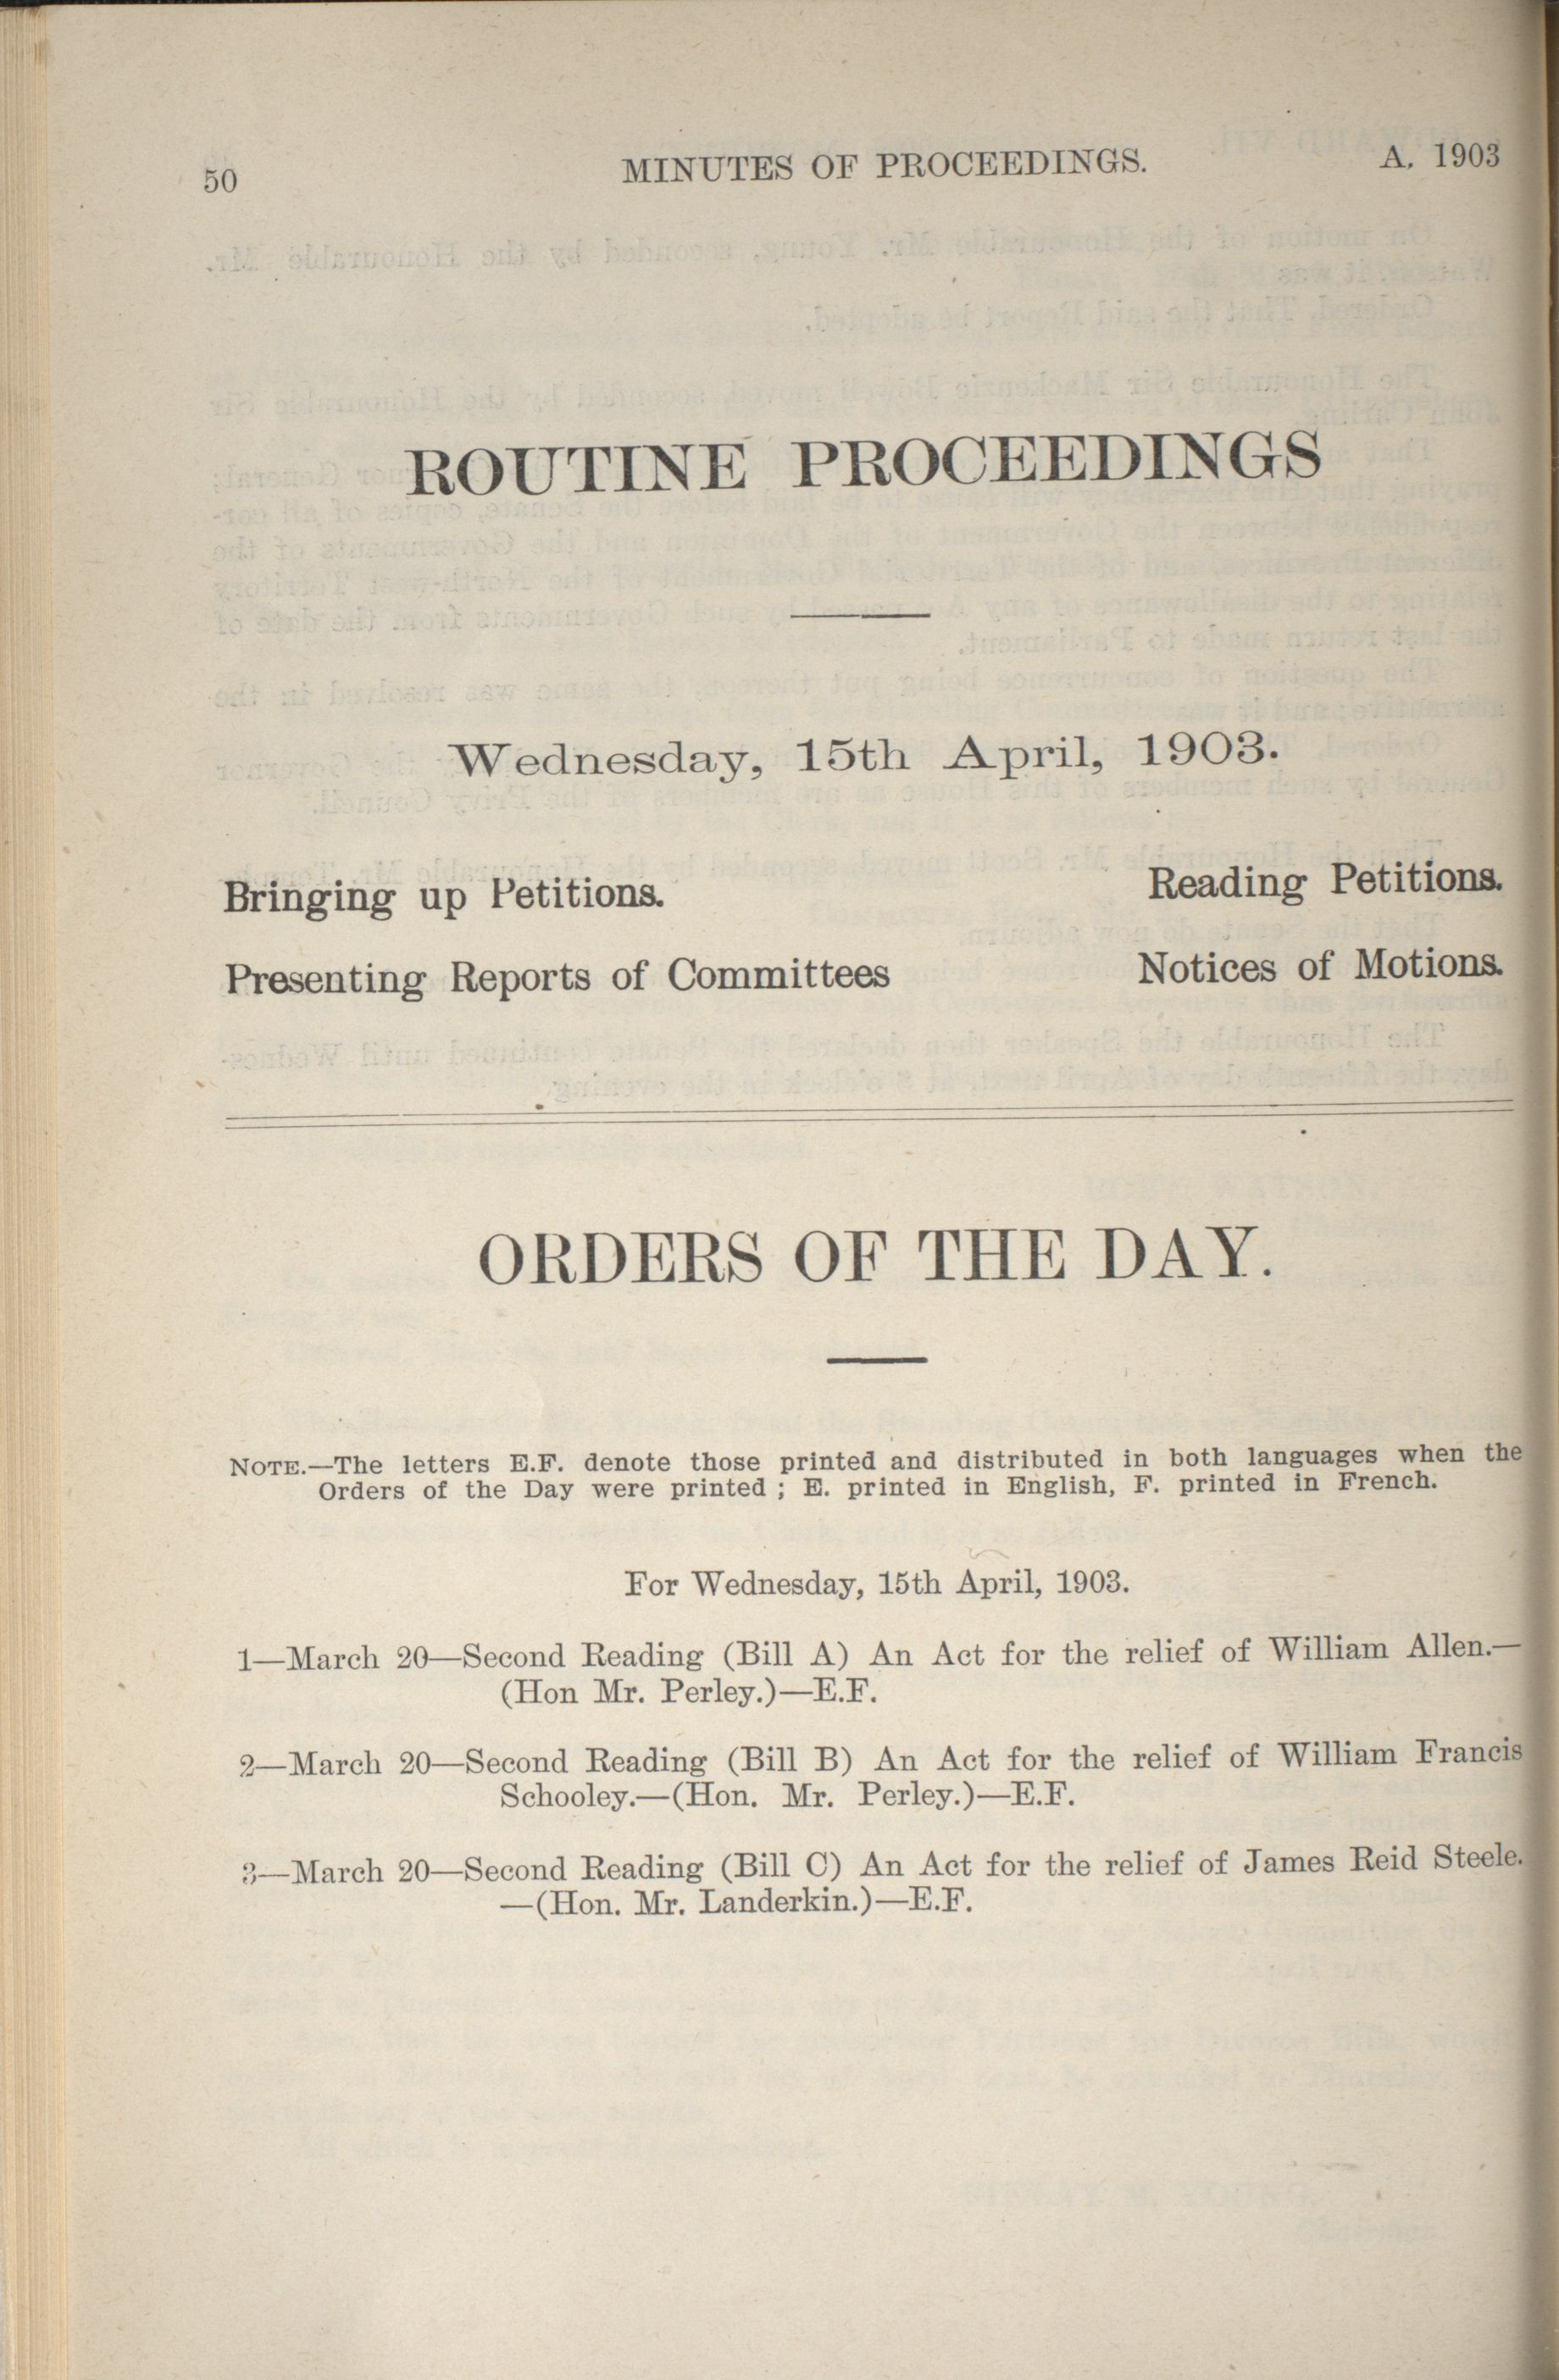 50
MINUTES OF PROCEEDINGS.
A. 1903
ROUTINE PROCEEDINGS
Wednesday, 15th April, 1903.
Bringing up Petitions.
Reading Petitions.
Presenting Reports of Committees
Notices of Motions.
ORDERS OF THE DAY.
NOTE.—The letters E.F. denote those printed and distributed in both languages when the
Orders of the Day were printed ; E. printed in English, F. printed in French.
For Wednesday, 15th April, 1903.
1—March 20—Second Reading (Bill A) An Act for the relief of William Allen.—
(Hon Mr. Perley.)—E.F.
2—March 20—Second Reading (Bill B) An Act for the relief of William Francis
Schooley.—(Hon. Mr. Perley.)—E.F.
3—March 20—Second Reading (Bill C) An Act for the relief of James Reid Steele.
—(Hon. Mr. Landerkin.)—E.F.